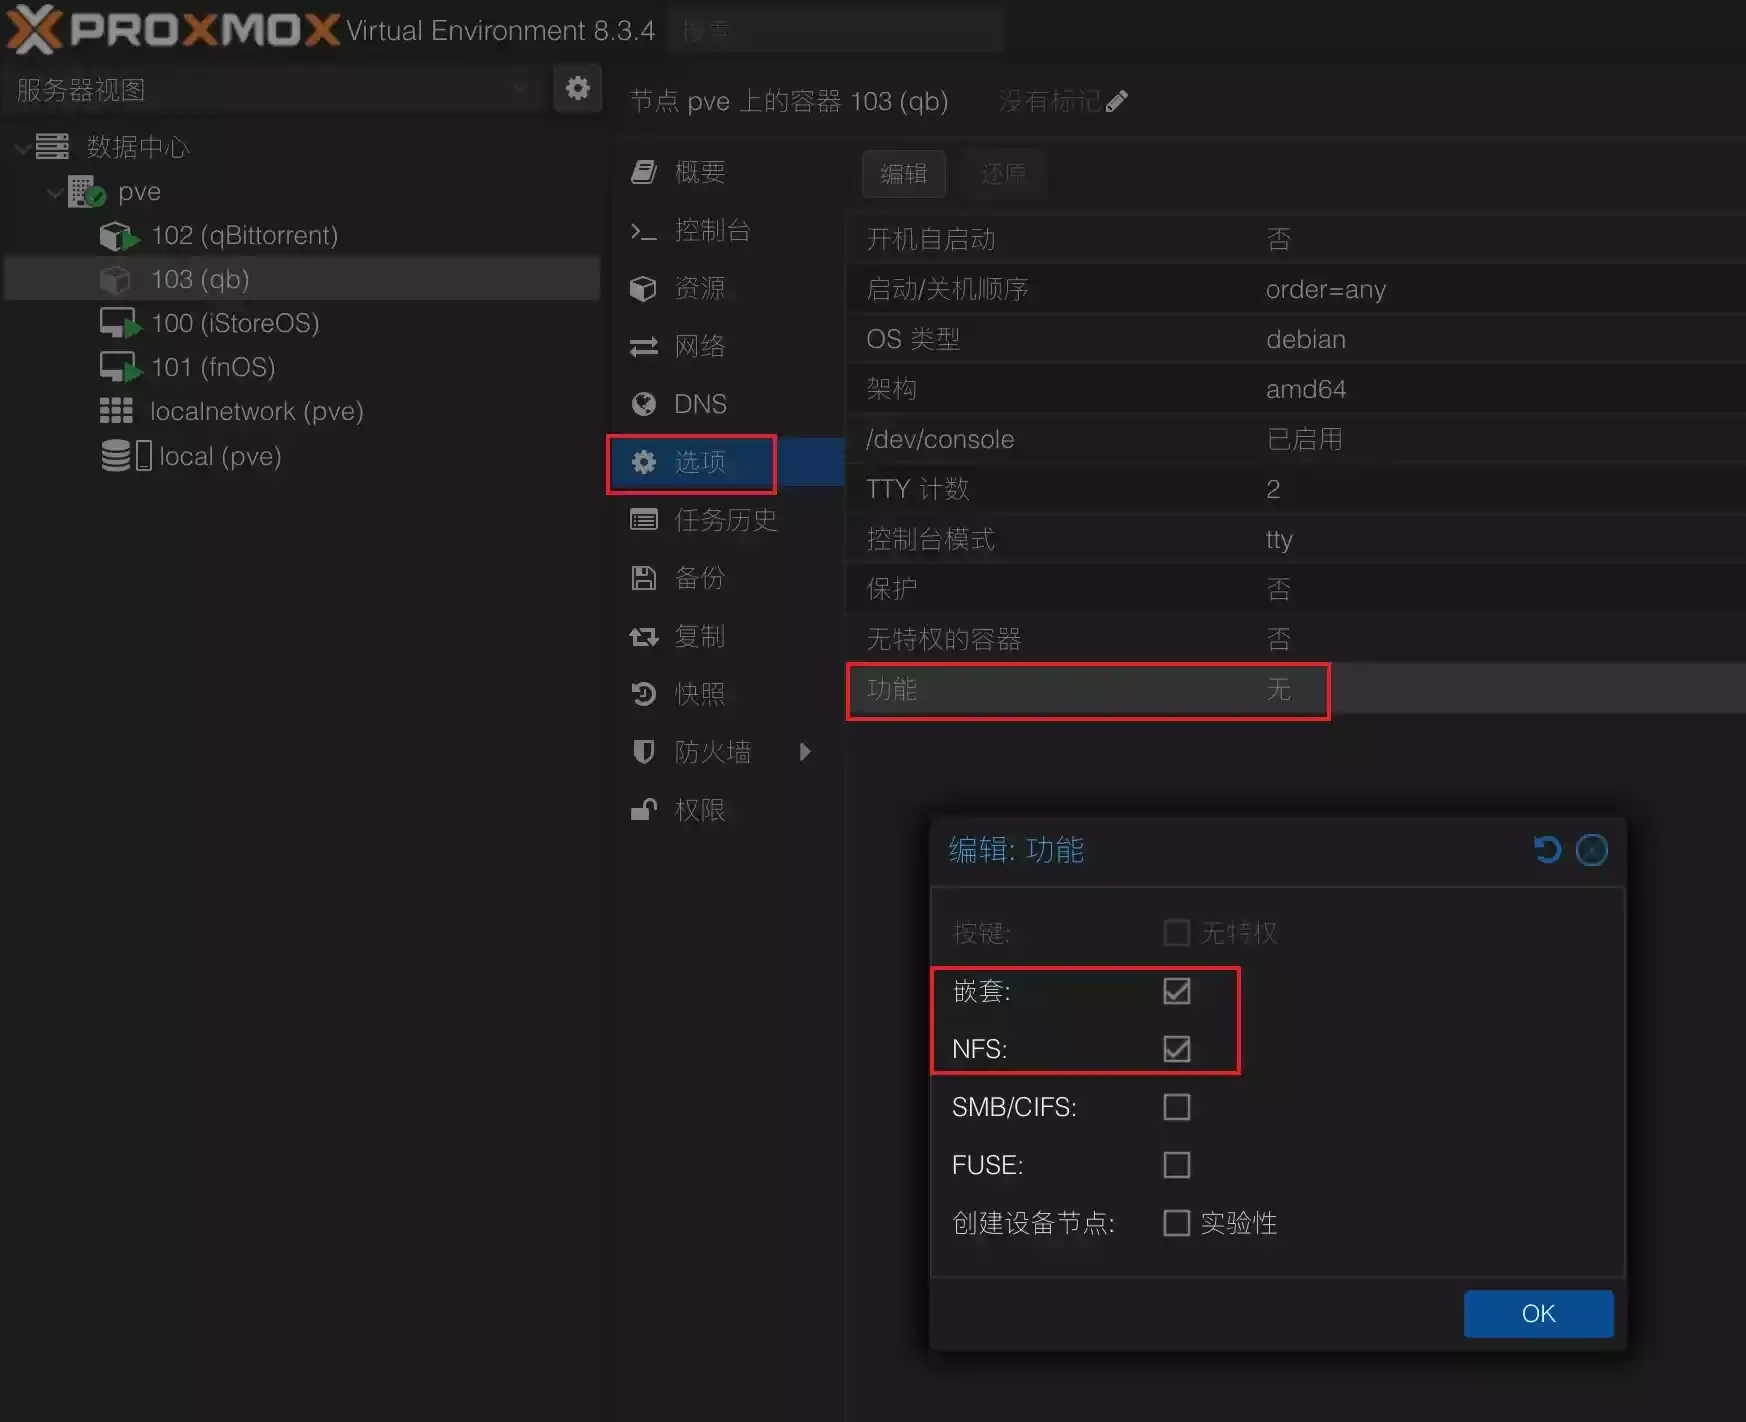 PROXMOX Virtual Environment 8.3.4 搜索
服务器视图
数据中心
pve
102 (qBittorrent)
103 (qb)
100 (iStoreOS)
101 (fnOS)
localnetwork (pve)
local (pve)
节点 pve 上的容器 103 (qb) 没有标记
概要
控制台
资源
网络
DNS
选项
任务历史
备份
复制
快照
防火墙
权限
编辑 还原
开机自启动 否
启动/关机顺序 order=any
OS 类型 debian
架构 amd64
/dev/console 已启用
TTY 计数 2
控制台模式 tty
保护 否
无特权的容器 否
功能 无
编辑: 功能
按键: 无特权
嵌套:
NFS:
SMB/CIFS:
FUSE:
创建设备节点: 实验性
OK